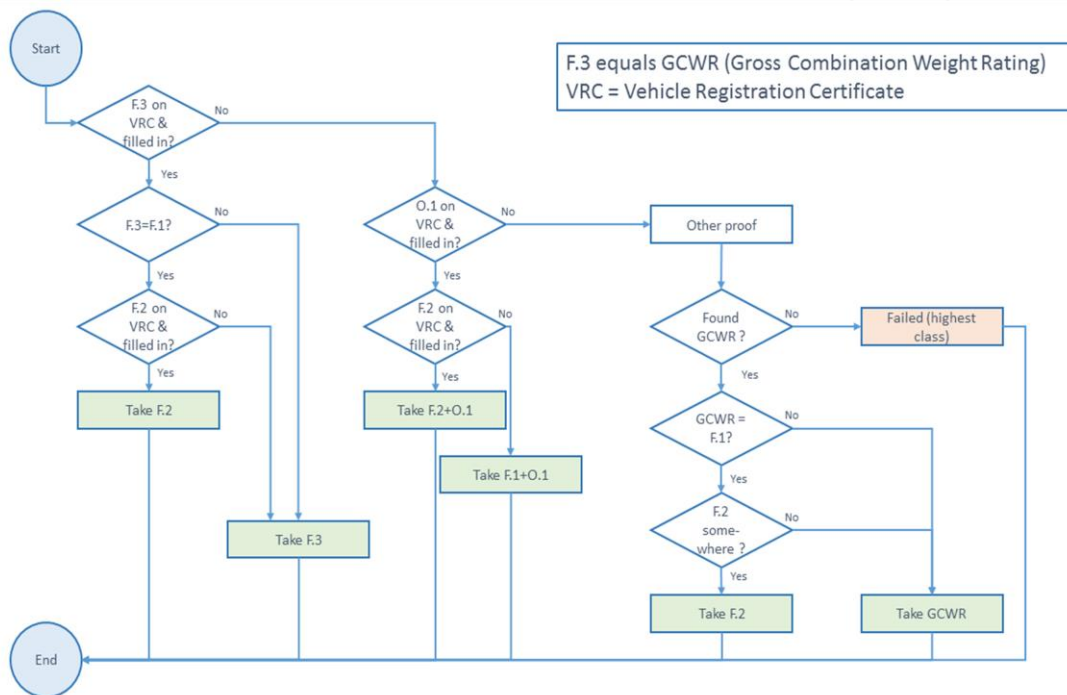 Start
F.3 equals GCWR (Gross Combination Weight Rating)
VRC = Vehicle Registration Certificate
F.3 on
VRC &
filled in?
No
Yes
F.3=F.1?
No
Yes
F.2 on
VRC &
filled in?
No
Yes
Take F.2
Take F.3
O.1 on
VRC &
filled in?
No
Yes
F.2 on
VRC &
filled in?
No
Yes
Take F.2+O.1
Take F.1+O.1
Other proof
Found
GCWR ?
No
Failed (highest
class)
Yes
GCWR =
F.1?
No
Yes
F.2
some-
where ?
No
Yes
Take F.2
Take GCWR
End